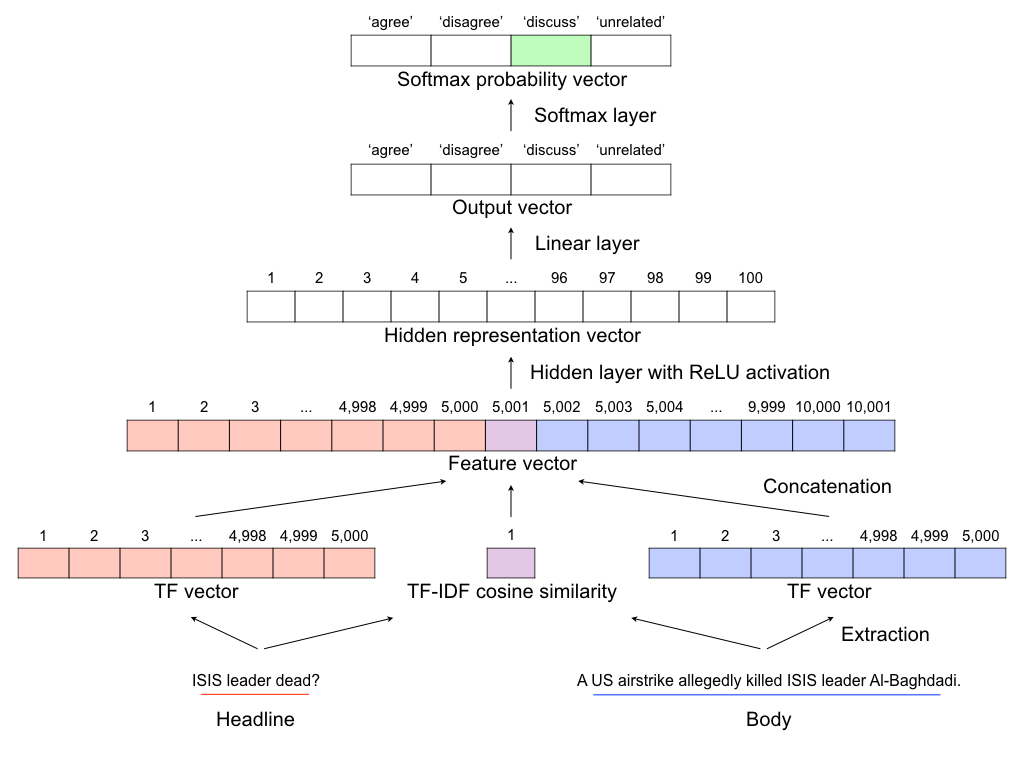 ‘agree’ ‘disagree’ ‘discuss’ ‘unrelated’
Softmax probability vector
Softmax layer
‘agree’ ‘disagree’ ‘discuss’ ‘unrelated’
Output vector
Linear layer
1 2 3 4 5 ... 96 97 98 99 100
Hidden representation vector
Hidden layer with ReLU activation
1 2 3 ... 4,998 4,999 5,000 5,001 5,002 5,003 5,004 ... 9,999 10,000 10,001
Feature vector
Concatenation
1 2 3 ... 4,998 4,999 5,000 1 1 2 3 ... 4,998 4,999 5,000
TF vector TF-IDF cosine similarity TF vector
Extraction
ISIS leader dead? A US airstrike allegedly killed ISIS leader Al-Baghdadi.
Headline Body